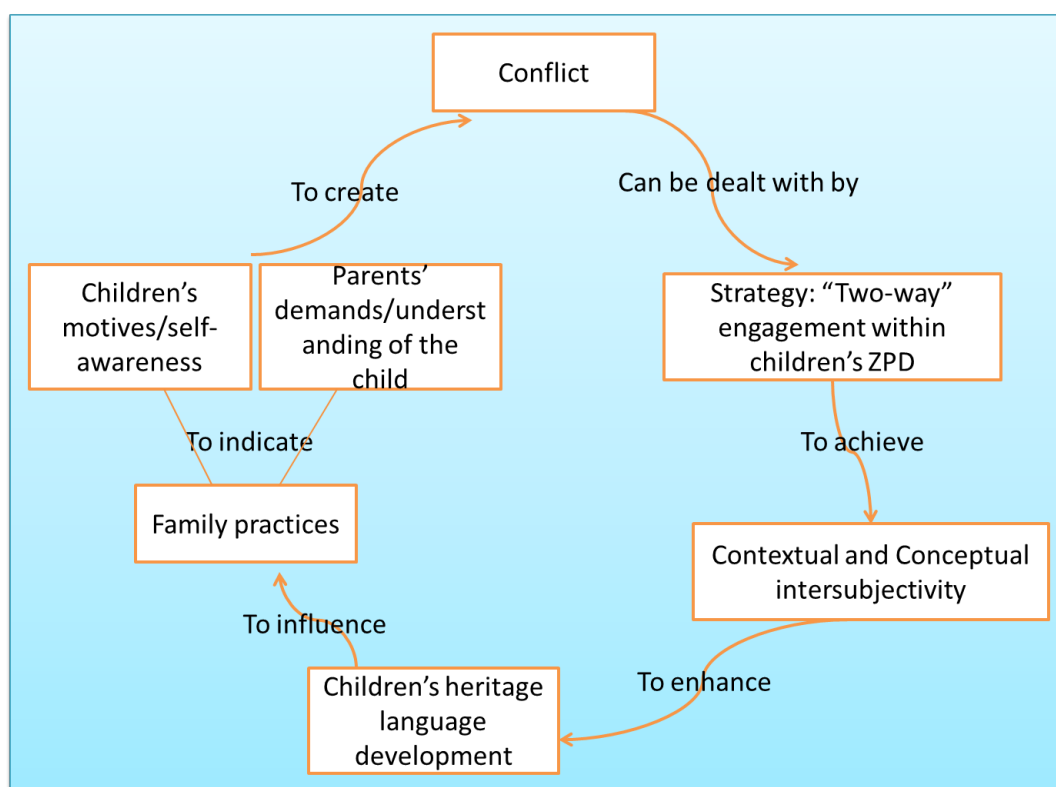 Conflict
To create
Can be dealt with by
Children’s
motives/self-
awareness
Parents’
demands/underst
anding of the
child
Strategy: “Two-way”
engagement within
children’s ZPD
To indicate
To achieve
Family practices
Contextual and Conceptual
intersubjectivity
To influence
To enhance
Children’s heritage
language
development